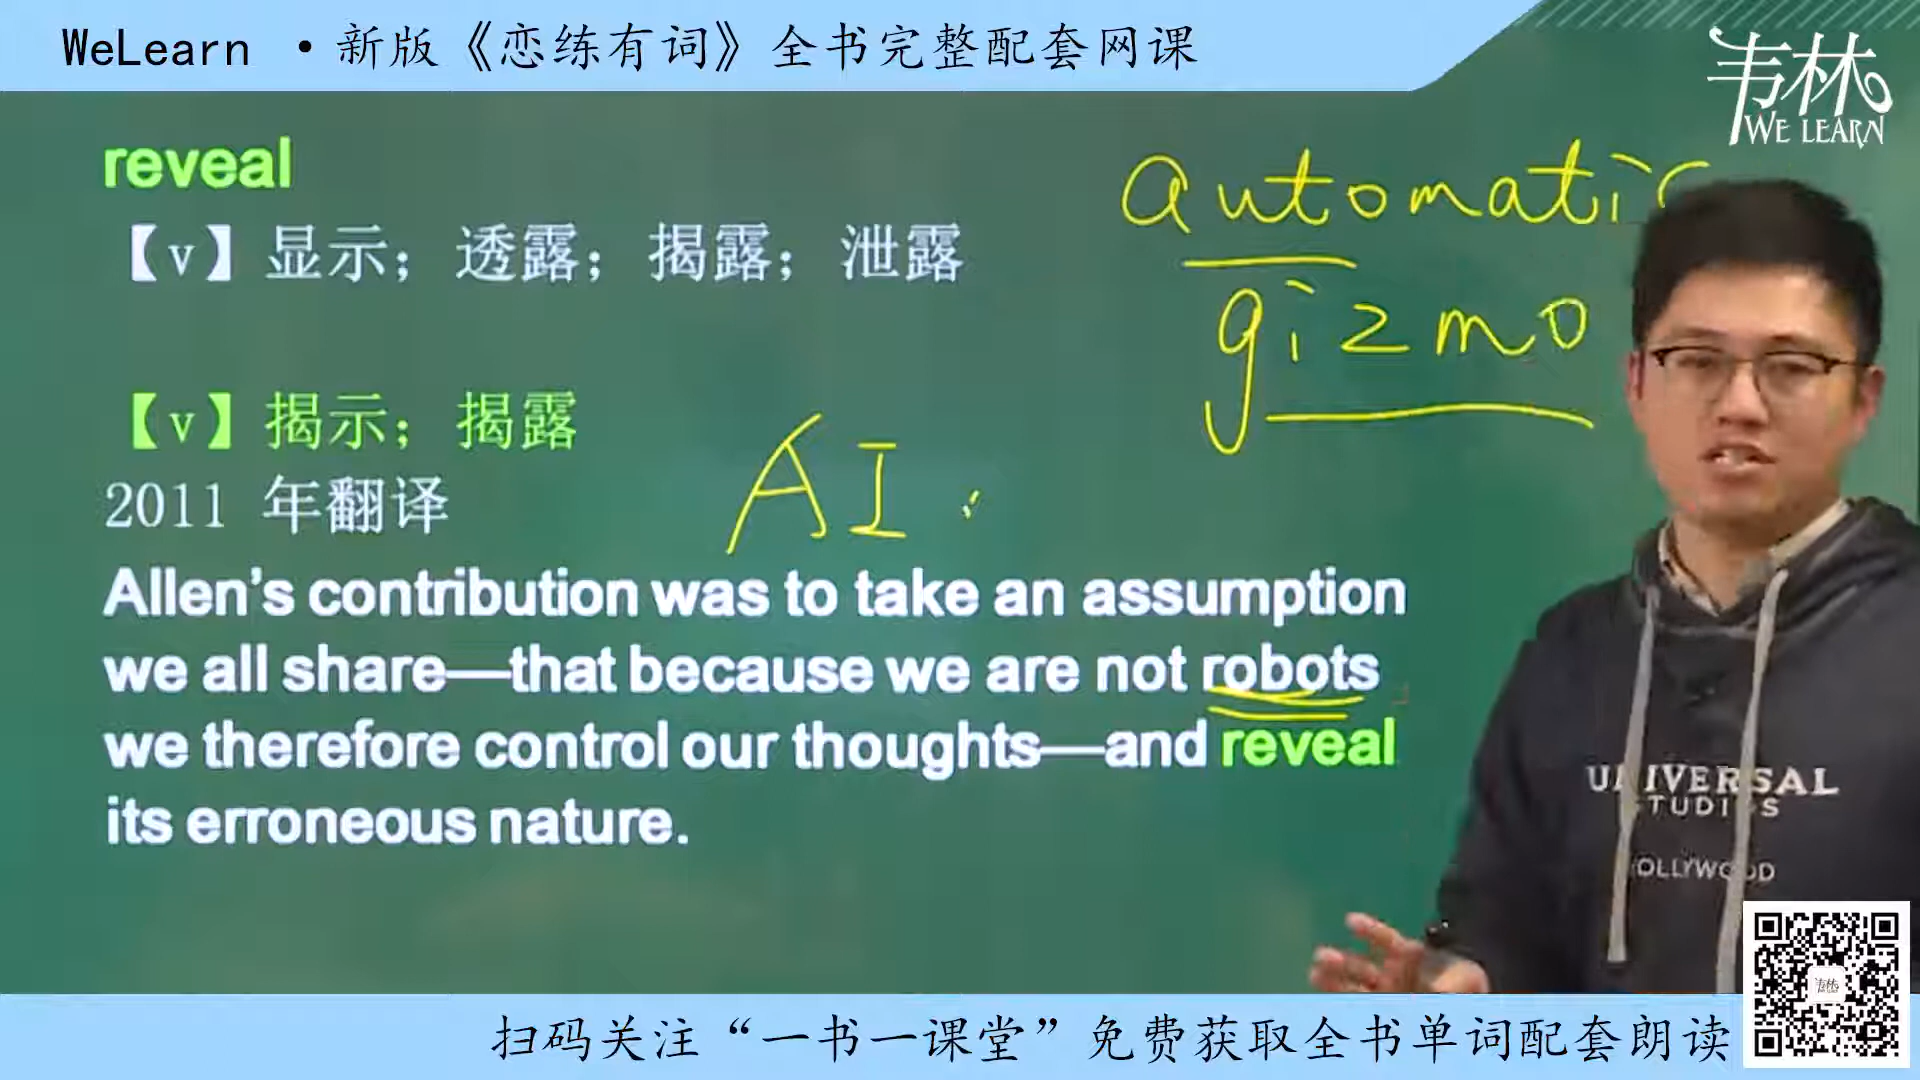 WeLearn ·新版《恋练有词》全书完整配套网课
韦林
WE LEARN
reveal
【v】显示；透露；揭露；泄露
automatic
gizmo
【v】揭示；揭露
AI
2011 年翻译
Allen’s contribution was to take an assumption
we all share—that because we are not robots
we therefore control our thoughts—and reveal
its erroneous nature.
UNIVERSAL
STUDIOS
HOLLYWOOD
扫码关注“一书一课堂”免费获取全书单词配套朗读